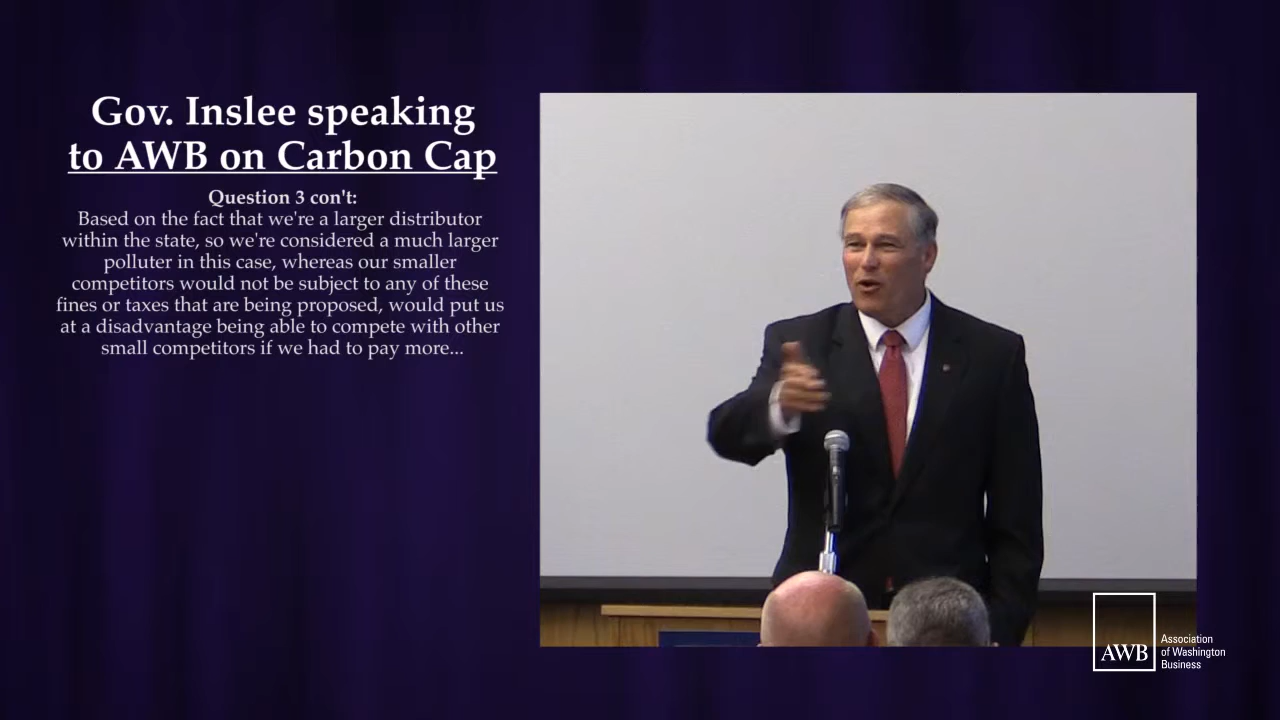 Gov. Inslee speaking
to AWB on Carbon Cap
Question 3 con't:
Based on the fact that we're a larger distributor
within the state, so we're considered a much larger
polluter in this case, whereas our smaller
competitors would not be subject to any of these
fines or taxes that are being proposed, would put us
at a disadvantage being able to compete with other
small competitors if we had to pay more...
AWB
Association
of Washington
Business